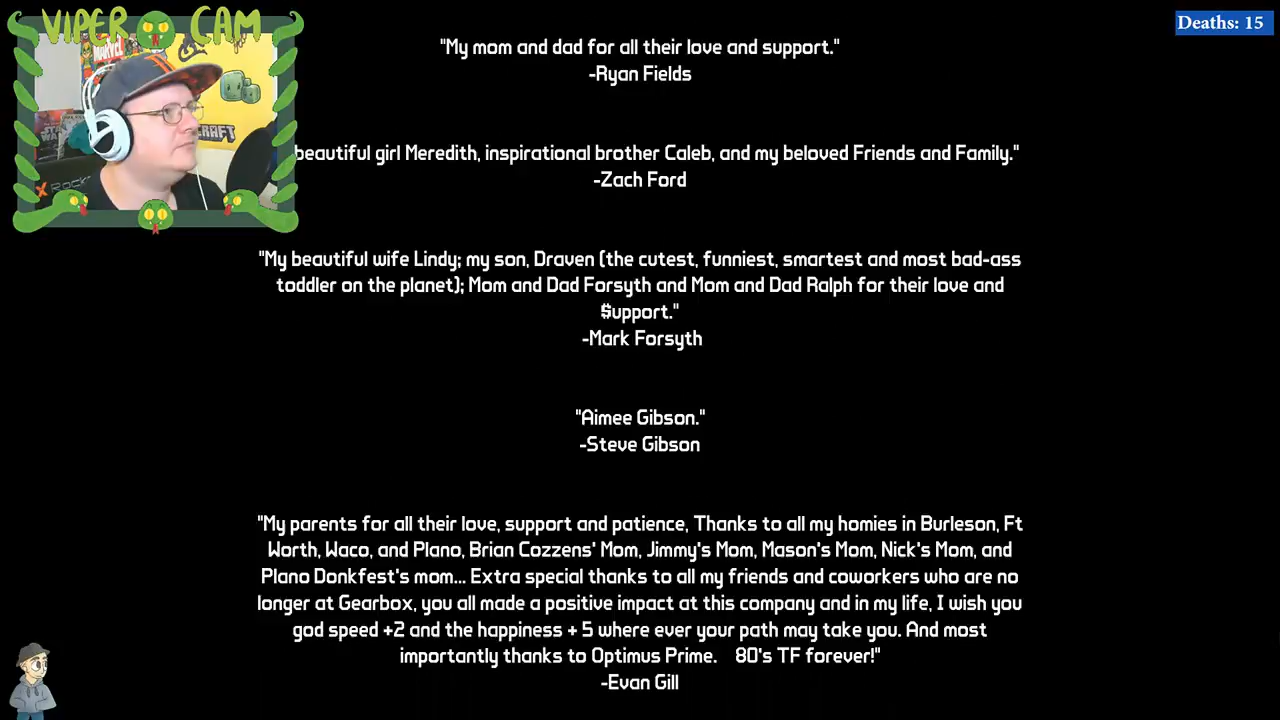 VIPER CAM
Deaths: 15
MARVEL
STAR
CRAFT
X ROCK
"My mom and dad for all their love and support."
-Ryan Fields
beautiful girl Meredith, inspirational brother Caleb, and my beloved Friends and Family."
-Zach Ford
"My beautiful wife Lindy; my son, Draven (the cutest, funniest, smartest and most bad-ass
toddler on the planet); Mom and Dad Forsyth and Mom and Dad Ralph for their love and
$upport."
-Mark Forsyth
"Aimee Gibson."
-Steve Gibson
"My parents for all their love, support and patience, Thanks to all my homies in Burleson, Ft
Worth, Waco, and Plano, Brian Cozzens' Mom, Jimmy's Mom, Mason's Mom, Nick's Mom, and
Plano Donkfest's mom... Extra special thanks to all my friends and coworkers who are no
longer at Gearbox, you all made a positive impact at this company and in my life, I wish you
god speed +2 and the happiness + 5 where ever your path may take you. And most
importantly thanks to Optimus Prime. 80's TF forever!"
-Evan Gill